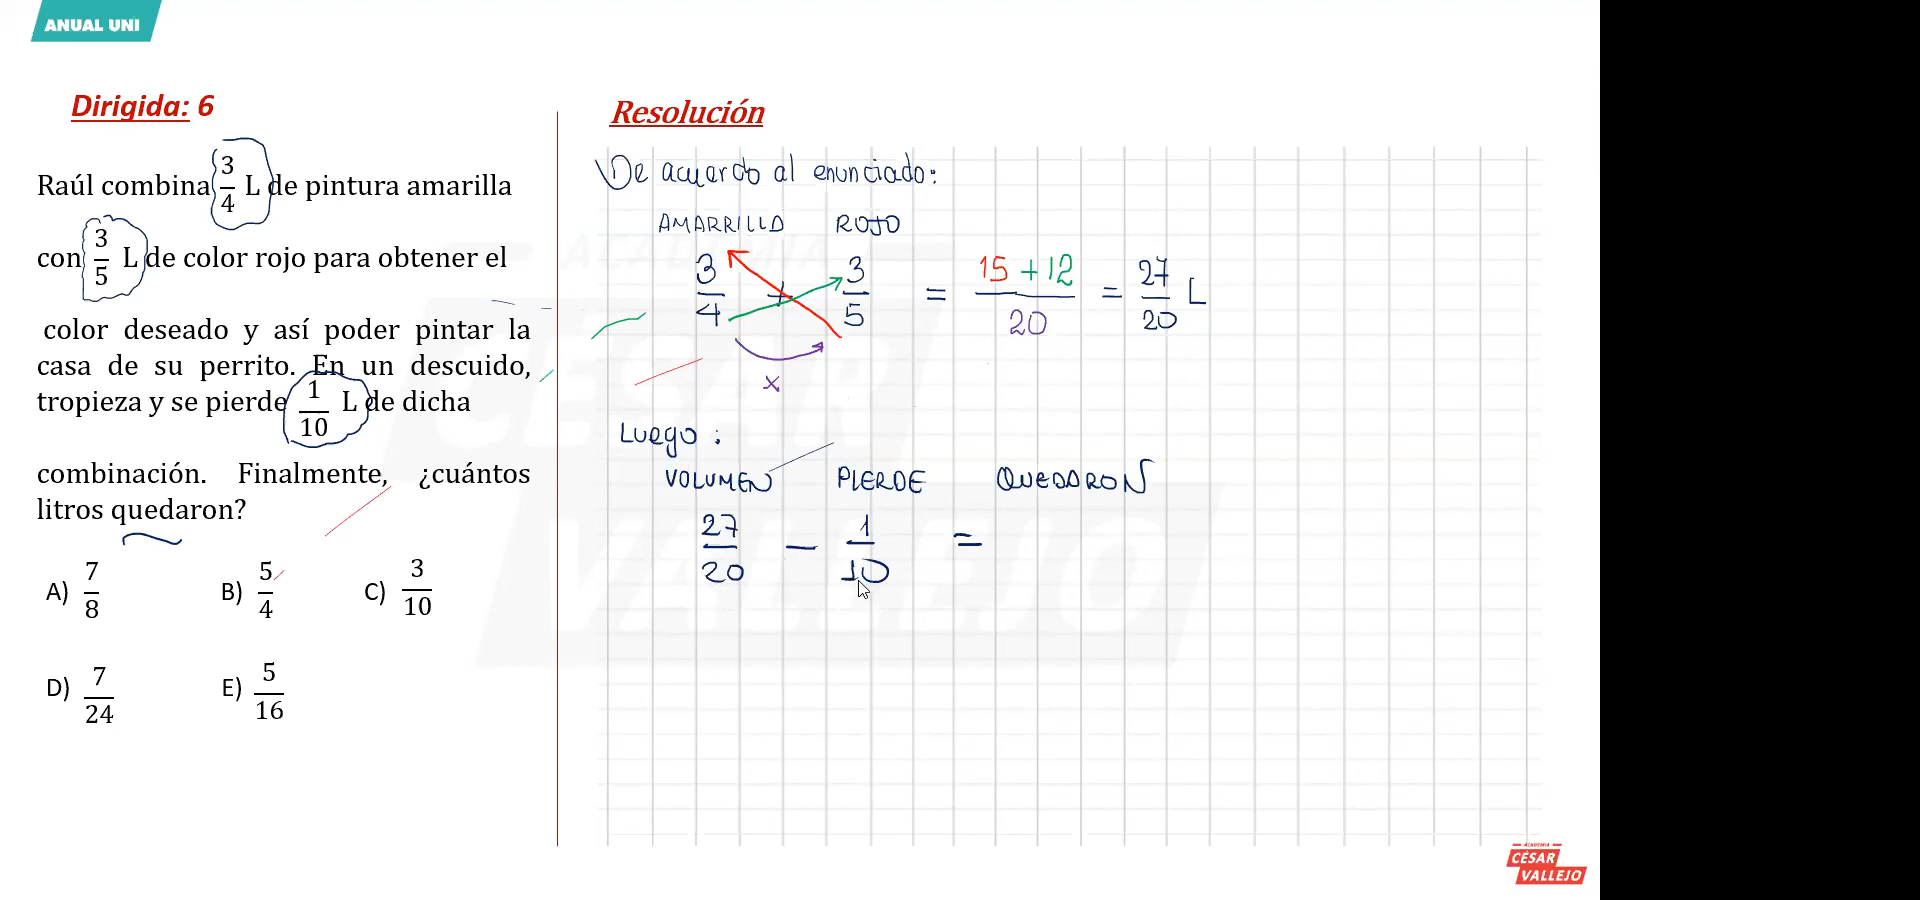 ANUAL UNI
Dirigida: 6
Raúl combina 3/4 L de pintura amarilla
con 3/5 L de color rojo para obtener el
color deseado y así poder pintar la
casa de su perrito. En un descuido,
tropieza y se pierde 1/10 L de dicha
combinación. Finalmente, ¿cuántos
litros quedaron?
A) 7/8 B) 5/4 C) 3/10
D) 7/24 E) 5/16
Resolución
De acuerdo al enunciado:
AMARRILLO ROJO
3/4 + 3/5 = 15 + 12/20 = 27/20 L
x
Luego :
VOLUMEN PIERDE QUEDARON
27/20 - 1/10 =
ACADEMIA
CÉSAR
VALLEJO
ACADEMIA
CÉSAR
VALLEJO